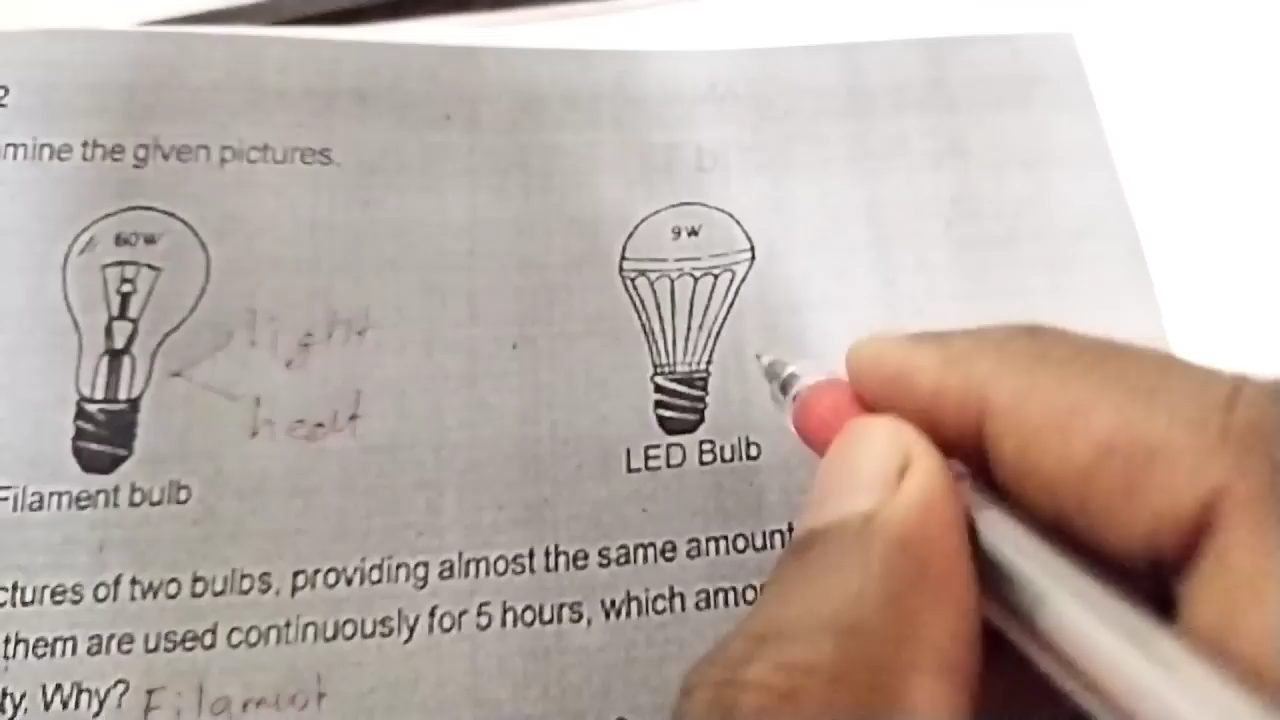 2
mine the given pictures.
60W
9W
light
heat
LED Bulb
Filament bulb
ctures of two bulbs, providing almost the same amount
them are used continuously for 5 hours, which amo
ty. Why? Filament